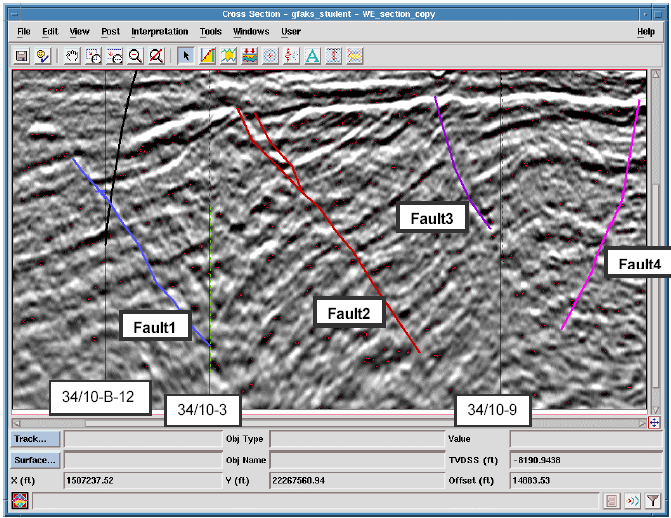 Cross Section - gfaks_student - WE_section_copy
File Edit View Post Interpretation Tools Windows User Help
Fault3
Fault4
Fault2
Fault1
34/10-B-12
34/10-3
34/10-9
Track... Obj Type Value
Surface... Obj Name TVDSS (ft) -8190.9438
X (ft) 1507237.52 Y (ft) 22267560.94 Offset (ft) 14883.53